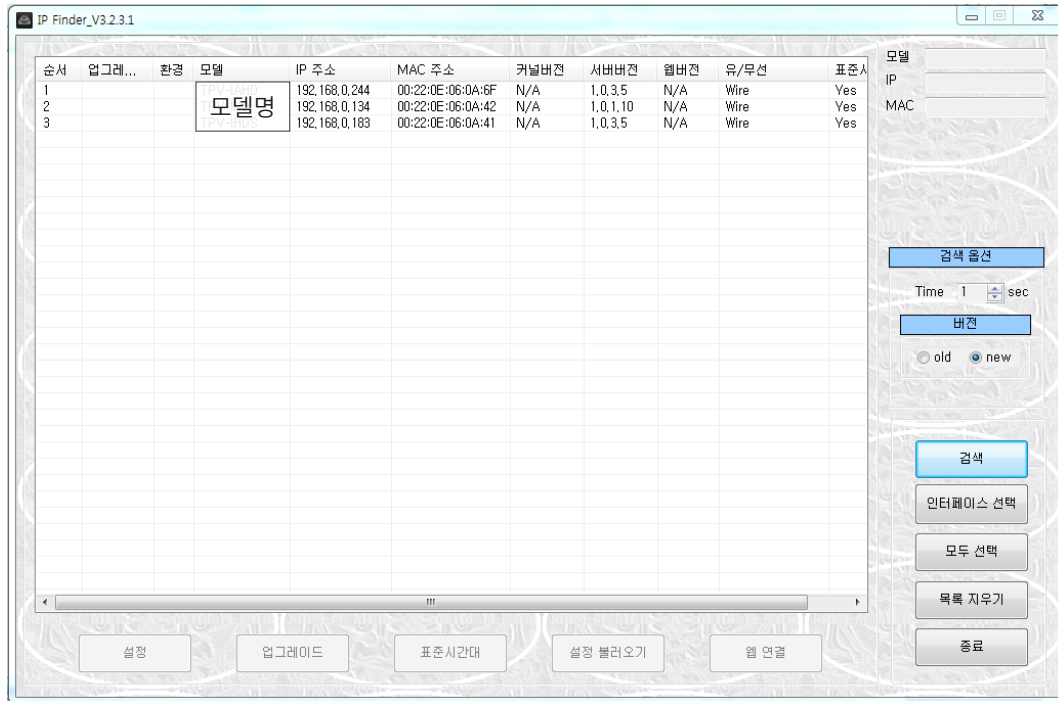 IP Finder_V3.2.3.1
순서 업그레... 환경 모델 IP 주소 MAC 주소 커널버전 서버버전 웹버전 유/무선 표준시
1 TPV-IAHD 192,168,0,244 00:22:0E:06:0A:6F N/A 1,0,3,5 N/A Wire Yes
2 192,168,0,134 00:22:0E:06:0A:42 N/A 1,0,1,10 N/A Wire Yes
3 TPV-IHDS 192,168,0,183 00:22:0E:06:0A:41 N/A 1,0,3,5 N/A Wire Yes
모델명
모델
IP
MAC
검색 옵션
Time 1 sec
버전
old new
검색
인터페이스 선택
모두 선택
목록 지우기
종료
설정 업그레이드 표준시간대 설정 불러오기 웹 연결